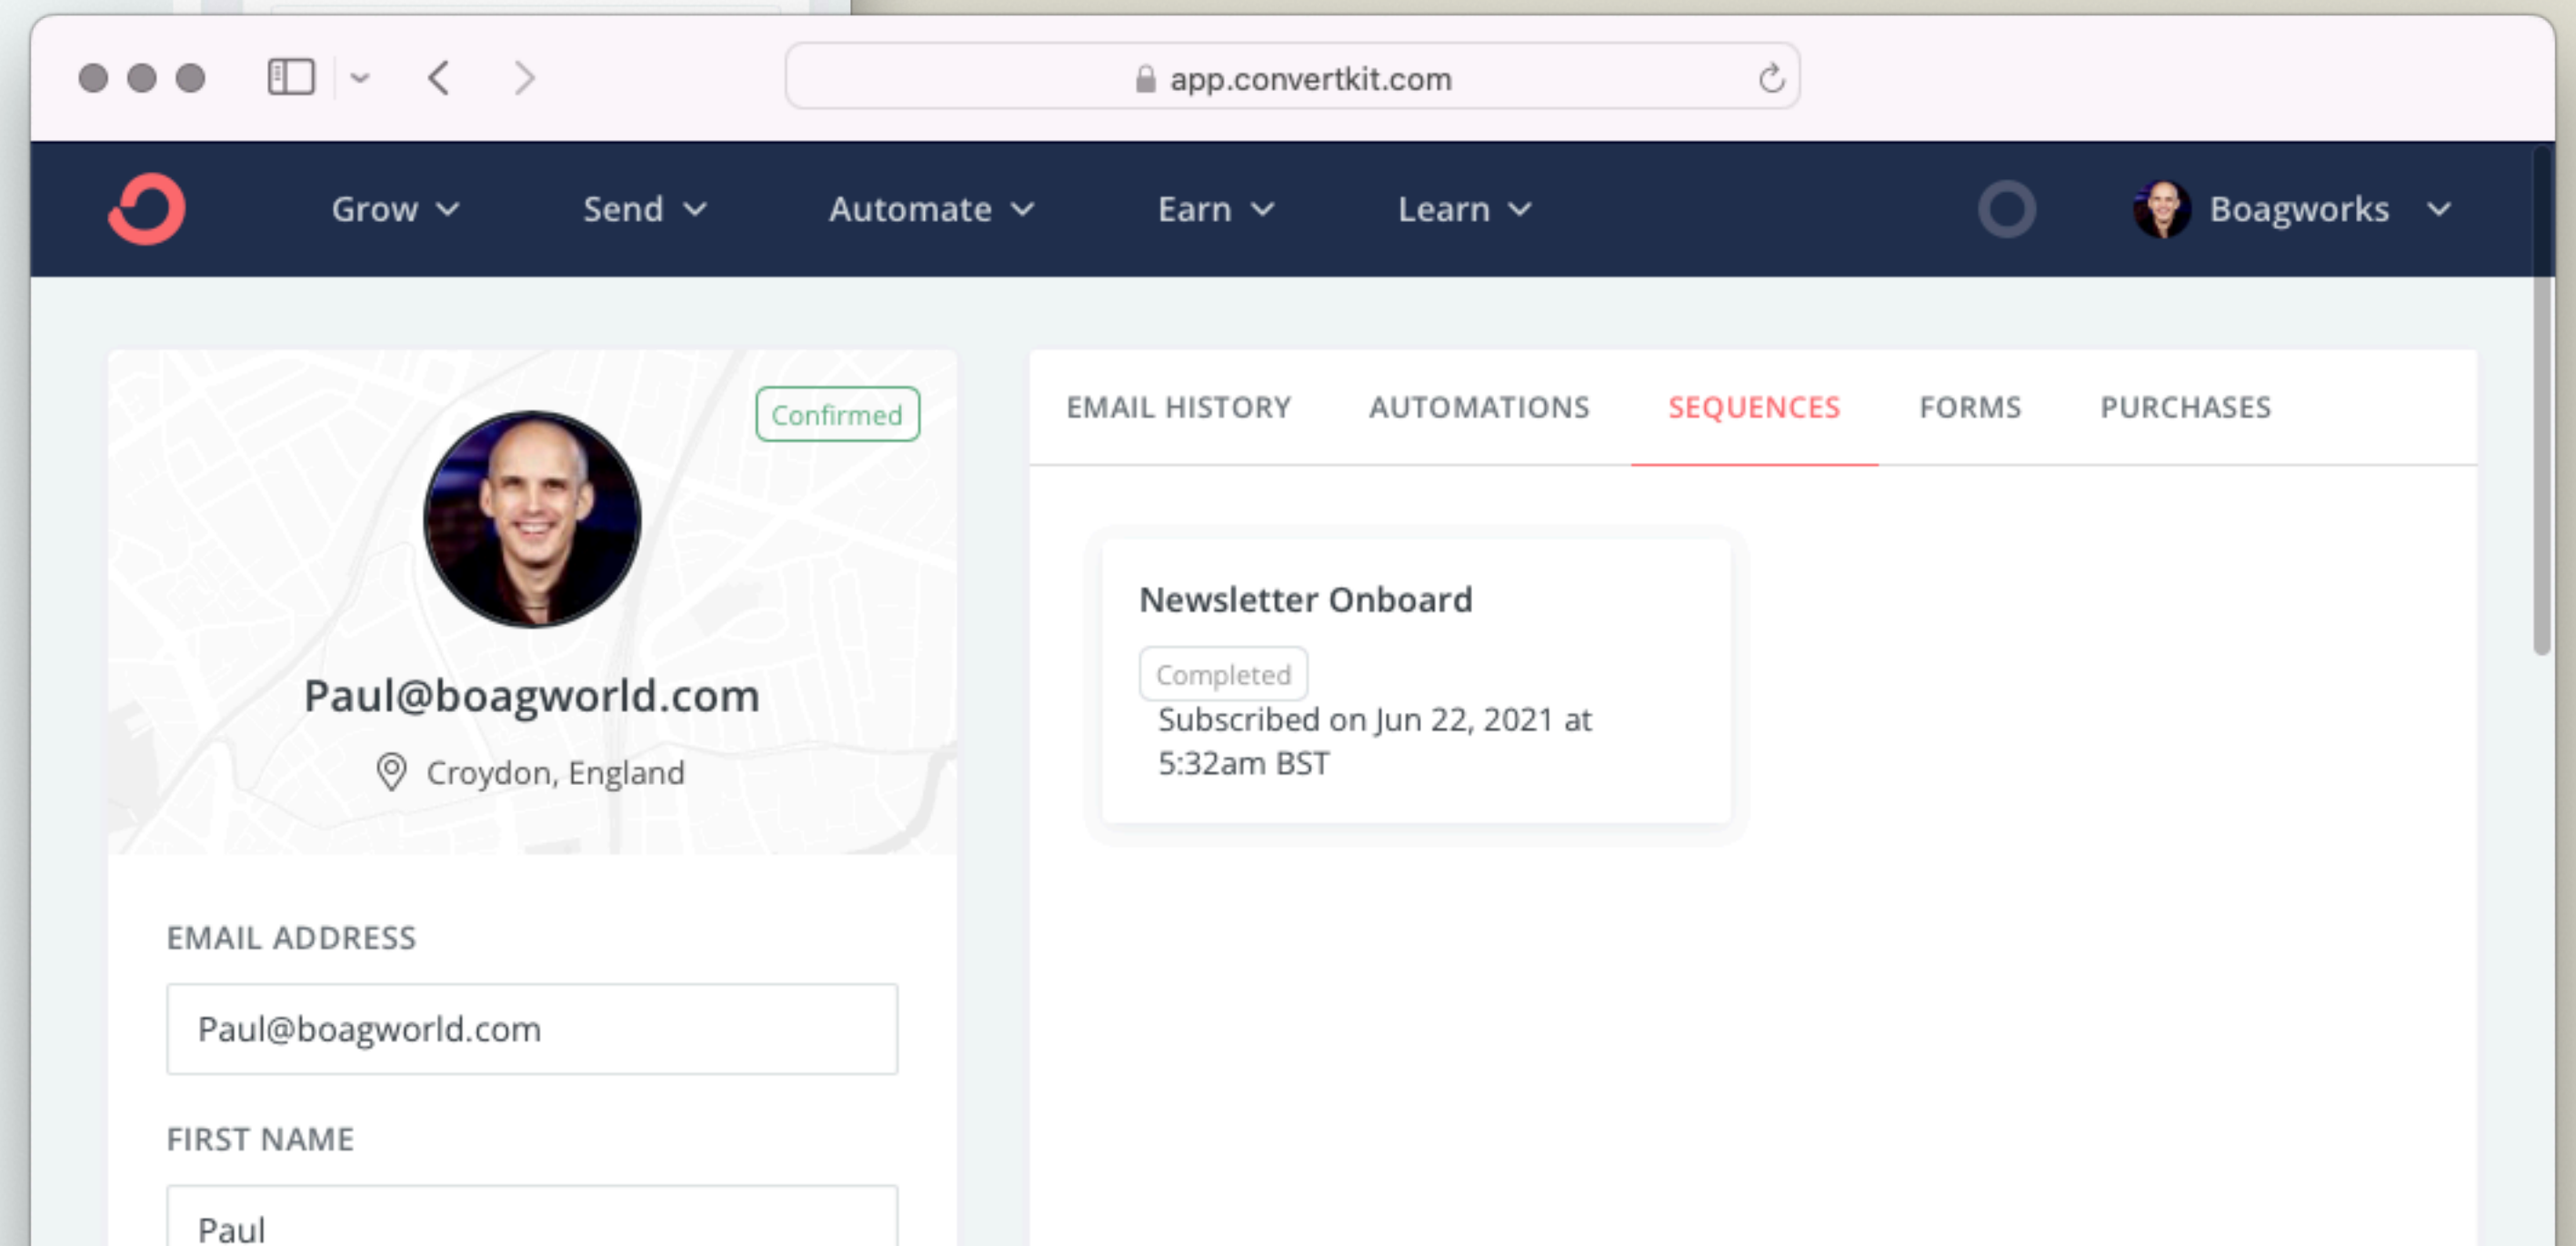 app.convertkit.com
Grow
Send
Automate
Earn
Learn
Boagworks
Confirmed
Paul@boagworld.com
Croydon, England
EMAIL ADDRESS
Paul@boagworld.com
FIRST NAME
Paul
EMAIL HISTORY
AUTOMATIONS
SEQUENCES
FORMS
PURCHASES
Newsletter Onboard
Completed
Subscribed on Jun 22, 2021 at
5:32am BST